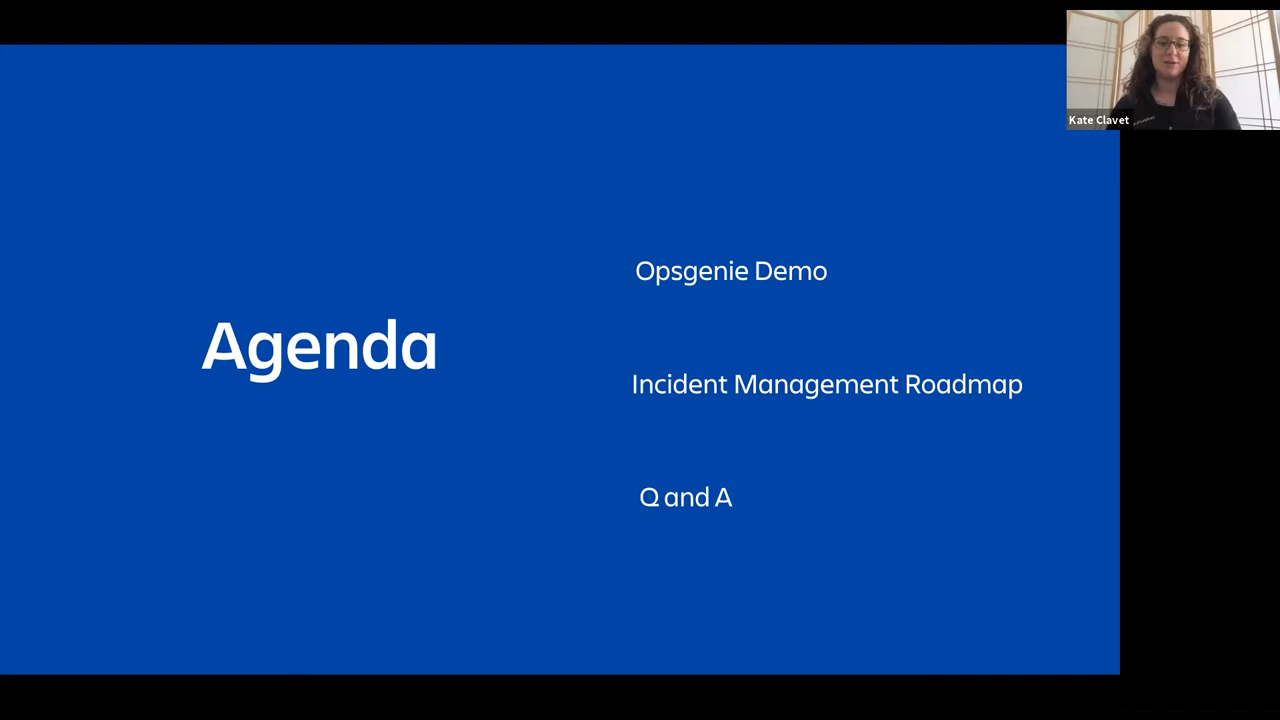 Kate Clavet
Agenda
Opsgenie Demo
Incident Management Roadmap
Q and A